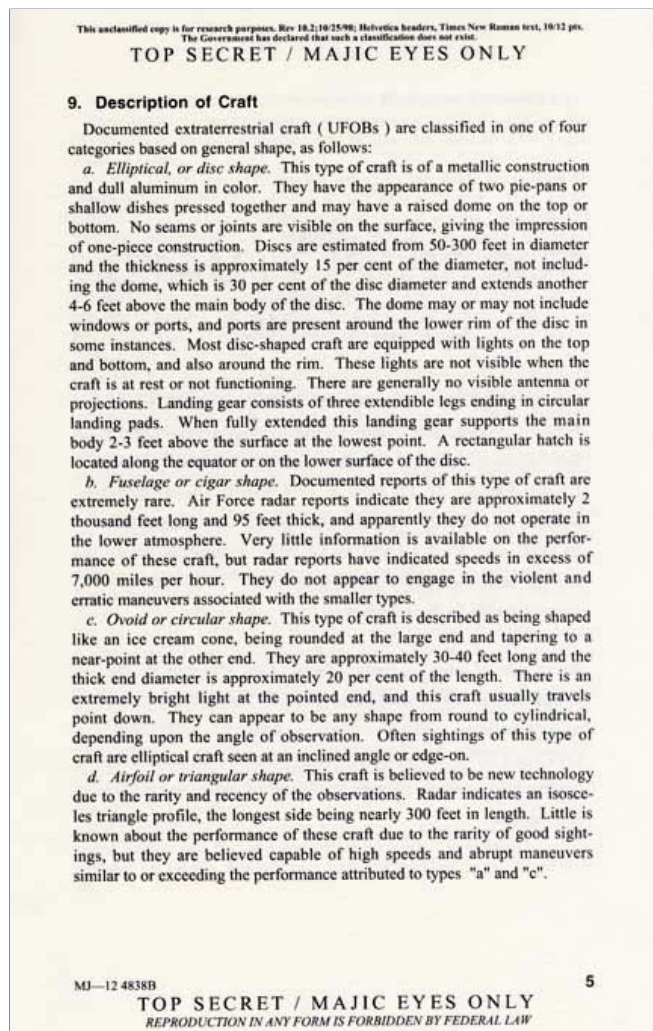 This unclassified copy is for research purposes. Rev 10.2;10/25/98; Helvetica headers, Times New Roman text, 10/12 pts.
The Government has declared that such a classification does not exist.
TOP SECRET / MAJIC EYES ONLY
9. Description of Craft
Documented extraterrestrial craft ( UFOBs ) are classified in one of four
categories based on general shape, as follows:
a. Elliptical, or disc shape. This type of craft is of a metallic construction
and dull aluminum in color. They have the appearance of two pie-pans or
shallow dishes pressed together and may have a raised dome on the top or
bottom. No seams or joints are visible on the surface, giving the impression
of one-piece construction. Discs are estimated from 50-300 feet in diameter
and the thickness is approximately 15 per cent of the diameter, not includ-
ing the dome, which is 30 per cent of the disc diameter and extends another
4-6 feet above the main body of the disc. The dome may or may not include
windows or ports, and ports are present around the lower rim of the disc in
some instances. Most disc-shaped craft are equipped with lights on the top
and bottom, and also around the rim. These lights are not visible when the
craft is at rest or not functioning. There are generally no visible antenna or
projections. Landing gear consists of three extendible legs ending in circular
landing pads. When fully extended this landing gear supports the main
body 2-3 feet above the surface at the lowest point. A rectangular hatch is
located along the equator or on the lower surface of the disc.
b. Fuselage or cigar shape. Documented reports of this type of craft are
extremely rare. Air Force radar reports indicate they are approximately 2
thousand feet long and 95 feet thick, and apparently they do not operate in
the lower atmosphere. Very little information is available on the perfor-
mance of these craft, but radar reports have indicated speeds in excess of
7,000 miles per hour. They do not appear to engage in the violent and
erratic maneuvers associated with the smaller types.
c. Ovoid or circular shape. This type of craft is described as being shaped
like an ice cream cone, being rounded at the large end and tapering to a
near-point at the other end. They are approximately 30-40 feet long and the
thick end diameter is approximately 20 per cent of the length. There is an
extremely bright light at the pointed end, and this craft usually travels
point down. They can appear to be any shape from round to cylindrical,
depending upon the angle of observation. Often sightings of this type of
craft are elliptical craft seen at an inclined angle or edge-on.
d. Airfoil or triangular shape. This craft is believed to be new technology
due to the rarity and recency of the observations. Radar indicates an isosce-
les triangle profile, the longest side being nearly 300 feet in length. Little is
known about the performance of these craft due to the rarity of good sight-
ings, but they are believed capable of high speeds and abrupt maneuvers
similar to or exceeding the performance attributed to types "a" and "c".
MJ—12 4838B
5
TOP SECRET / MAJIC EYES ONLY
REPRODUCTION IN ANY FORM IS FORBIDDEN BY FEDERAL LAW